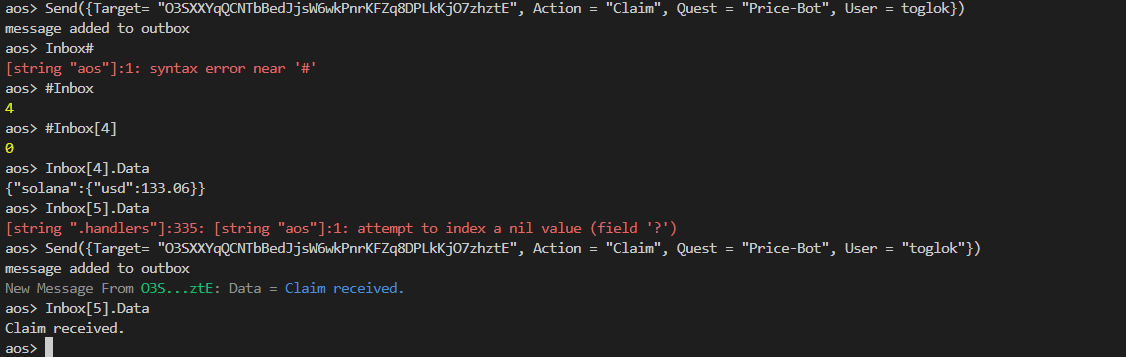 aos> Send({Target= "O3SXXYqQCNTbBedJjsW6wkPnrKFZq8DPLkKjO7zhztE", Action = "Claim", Quest = "Price-Bot", User = toglok})
message added to outbox
aos> Inbox#
[string "aos"]:1: syntax error near '#'
aos> #Inbox
4
aos> #Inbox[4]
0
aos> Inbox[4].Data
{"solana":{"usd":133.06}}
aos> Inbox[5].Data
[string ".handlers"]:335: [string "aos"]:1: attempt to index a nil value (field '?')
aos> Send({Target= "O3SXXYqQCNTbBedJjsW6wkPnrKFZq8DPLkKjO7zhztE", Action = "Claim", Quest = "Price-Bot", User = "toglok"})
message added to outbox
New Message From O3S...ztE: Data = Claim received.
aos> Inbox[5].Data
Claim received.
aos>